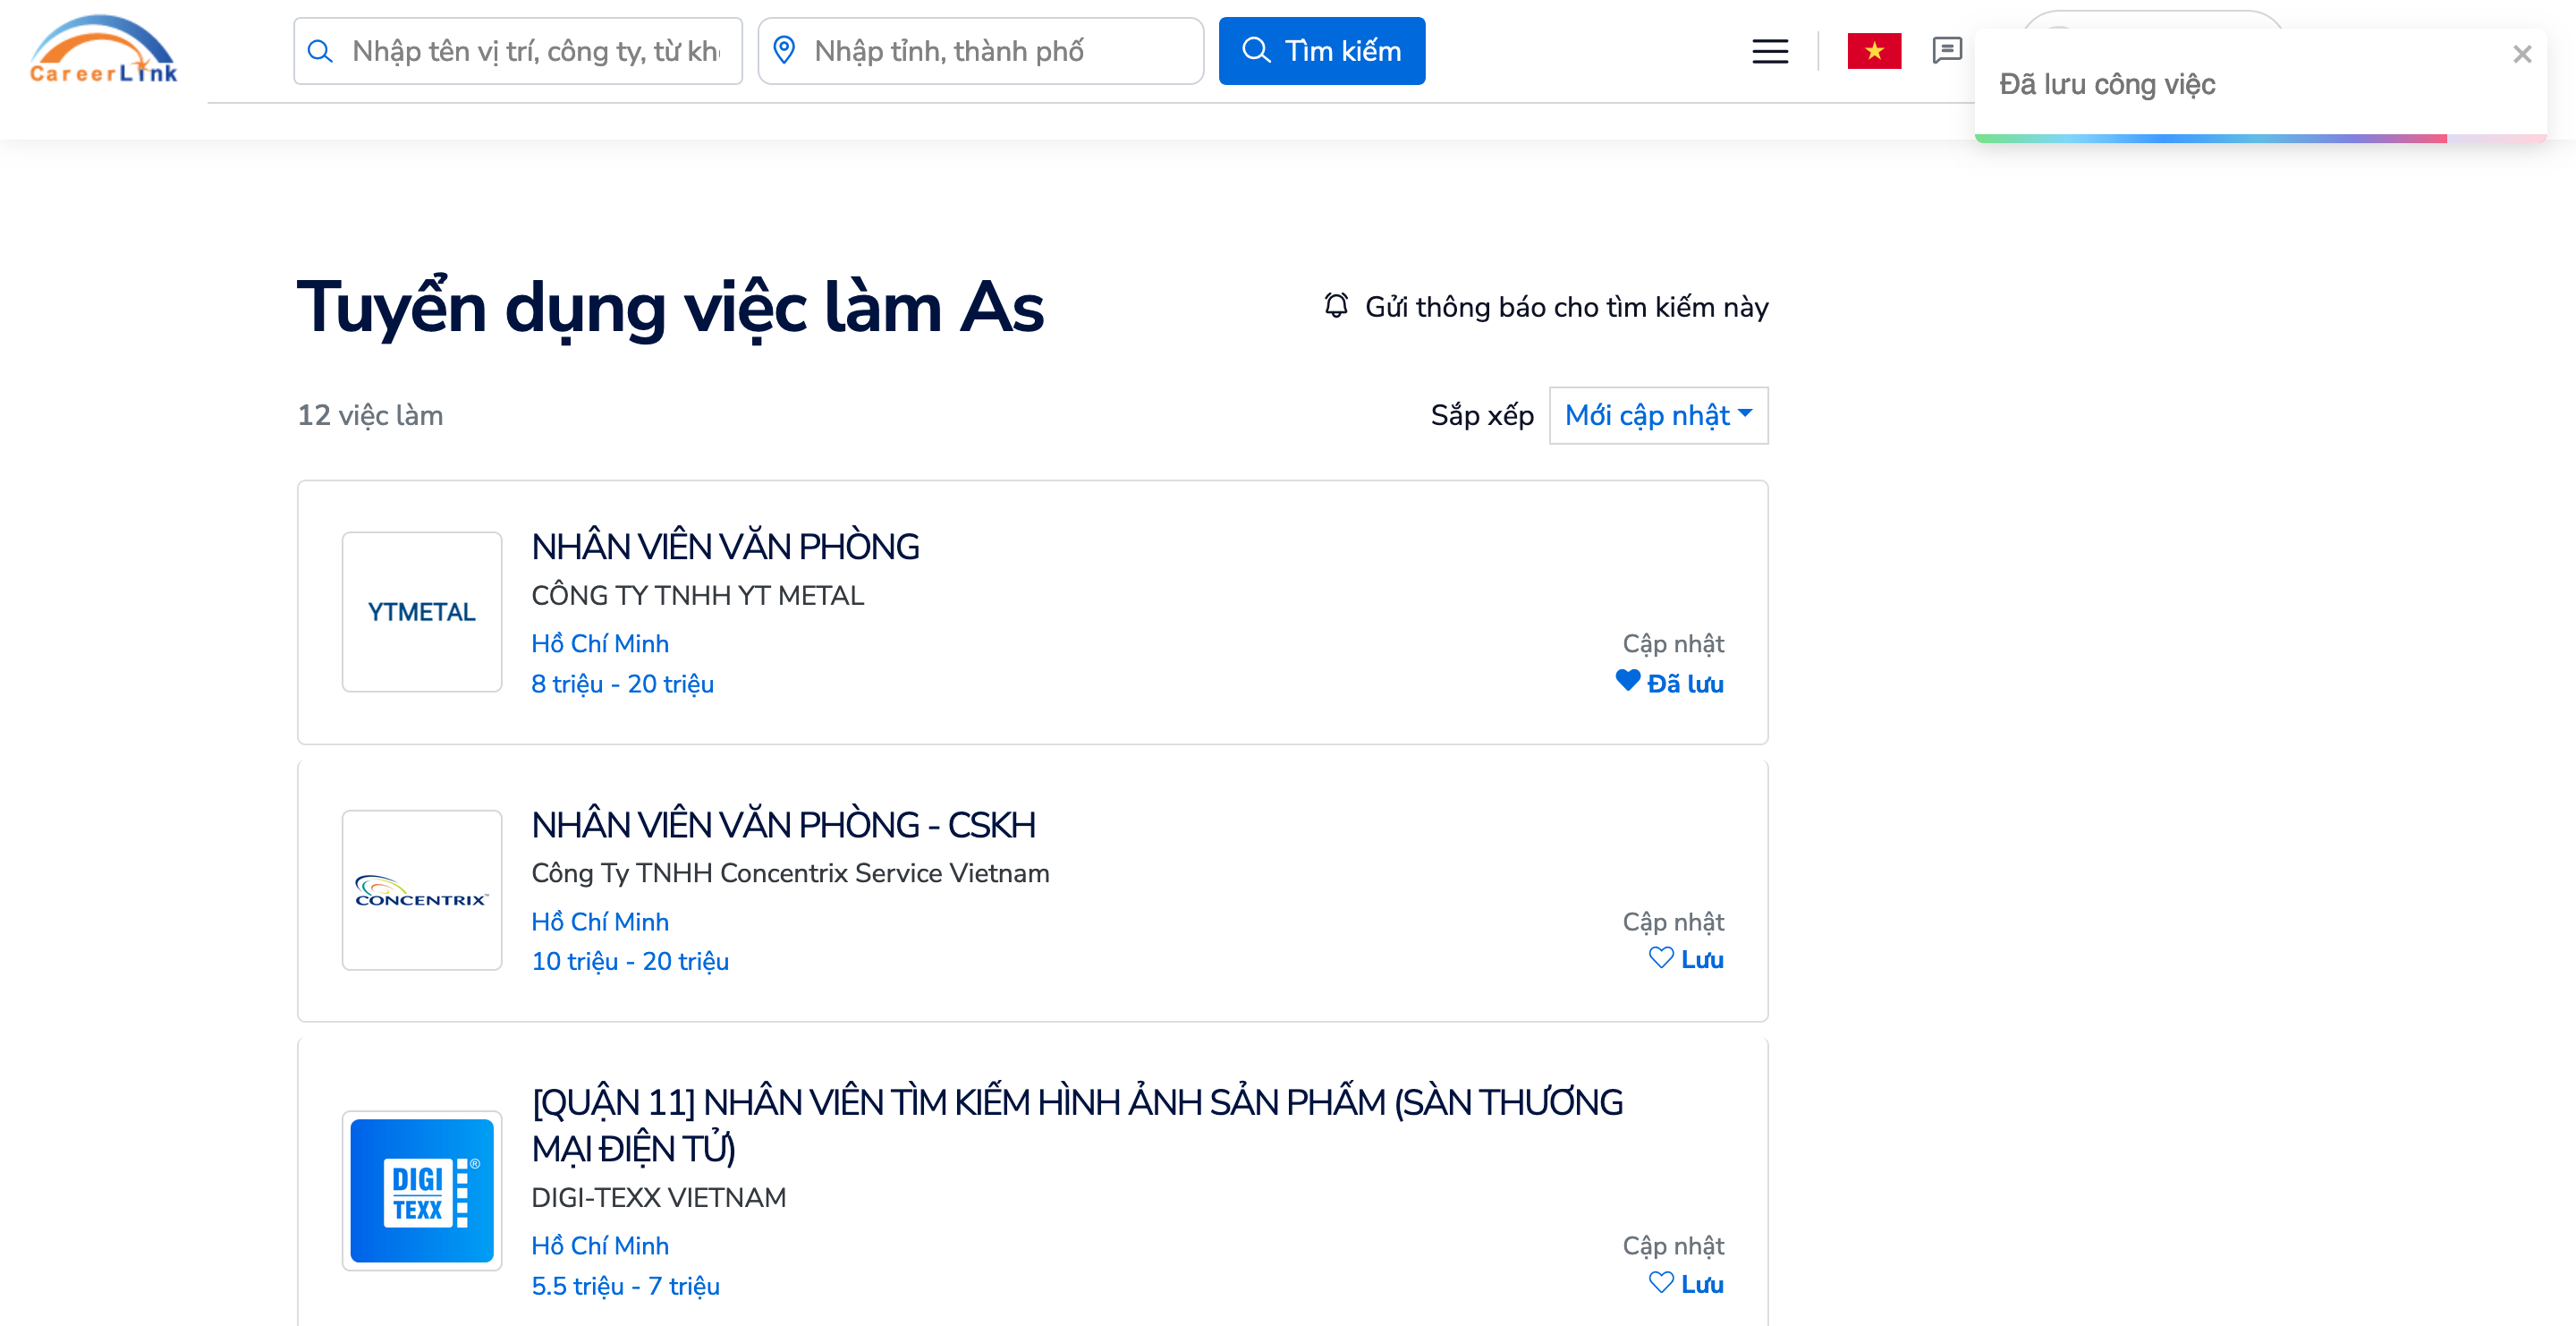 CareerLink
Nhập tên vị trí, công ty, từ kh
Nhập tỉnh, thành phố
Tìm kiếm
Đã lưu công việc
Tuyển dụng việc làm As
Gửi thông báo cho tìm kiếm này
12 việc làm
Sắp xếp
Mới cập nhật
YTMETAL
NHÂN VIÊN VĂN PHÒNG
CÔNG TY TNHH YT METAL
Hồ Chí Minh
Cập nhật
8 triệu - 20 triệu
Đã lưu
CONCENTRIX™
NHÂN VIÊN VĂN PHÒNG - CSKH
Công Ty TNHH Concentrix Service Vietnam
Hồ Chí Minh
Cập nhật
10 triệu - 20 triệu
Lưu
DIGI
TEXX ®
[QUẬN 11] NHÂN VIÊN TÌM KIẾM HÌNH ẢNH SẢN PHẨM (SÀN THƯƠNG
MẠI ĐIỆN TỬ)
DIGI-TEXX VIETNAM
Hồ Chí Minh
Cập nhật
5.5 triệu - 7 triệu
Lưu